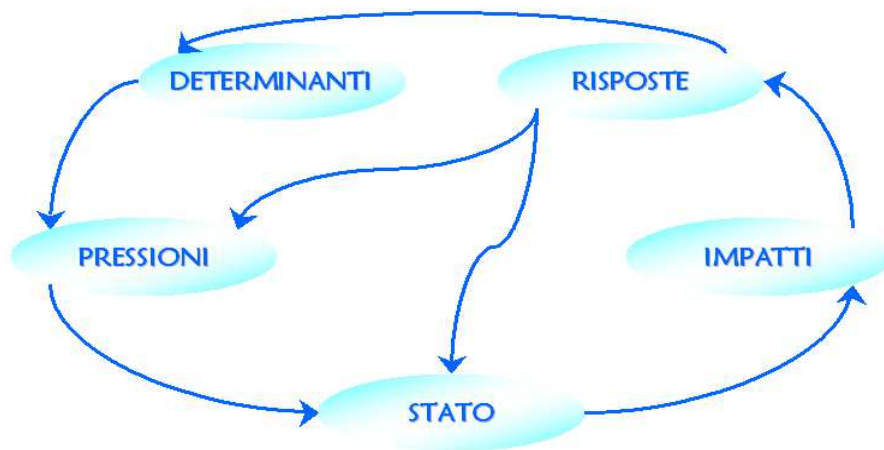 DETERMINANTI
RISPOSTE
PRESSIONI
IMPATTI
STATO